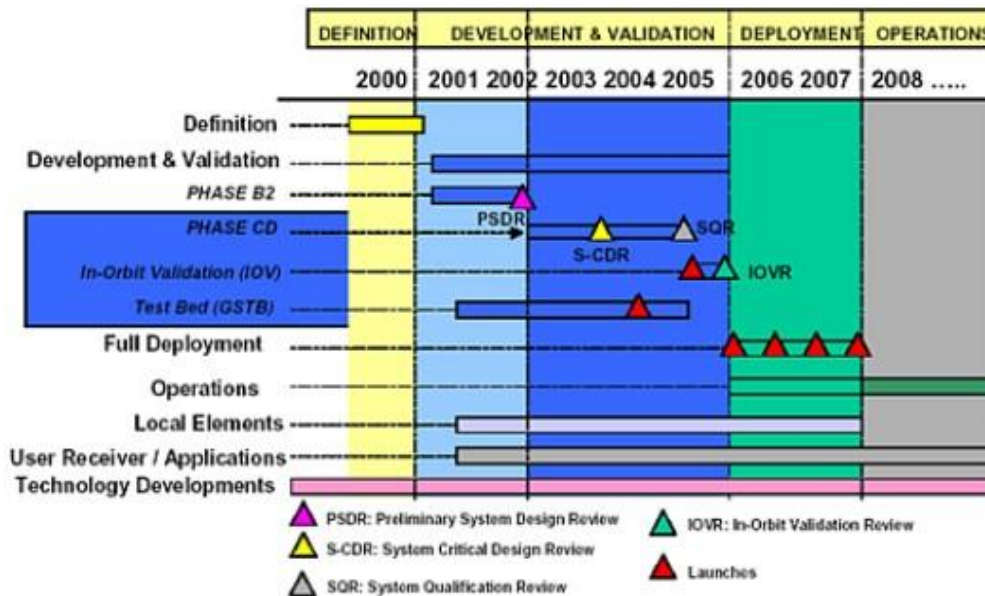 DEFINITION DEVELOPMENT & VALIDATION DEPLOYMENT OPERATIONS
2000 2001 2002 2003 2004 2005 2006 2007 2008 .....
Definition
Development & Validation
PHASE B2
PSDR
PHASE CD
SQR
S-CDR
In-Orbit Validation (IOV)
IOVR
Test Bed (GSTB)
Full Deployment
Operations
Local Elements
User Receiver / Applications
Technology Developments
PSDR: Preliminary System Design Review
IOVR: In-Orbit Validation Review
S-CDR: System Critical Design Review
Launches
SQR: System Qualification Review